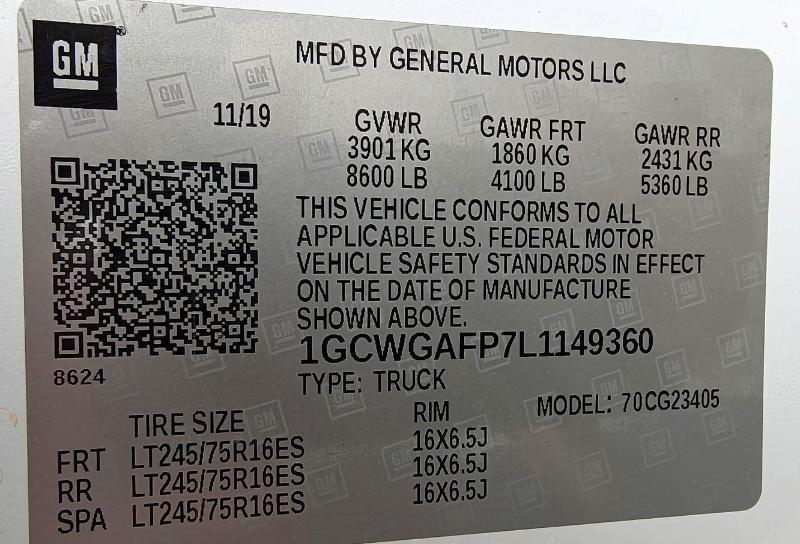 GM
MFD BY GENERAL MOTORS LLC
11/19
GVWR GAWR FRT GAWR RR
3901 KG 1860 KG 2431 KG
8600 LB 4100 LB 5360 LB
THIS VEHICLE CONFORMS TO ALL
APPLICABLE U.S. FEDERAL MOTOR
VEHICLE SAFETY STANDARDS IN EFFECT
ON THE DATE OF MANUFACTURE
SHOWN ABOVE.
1GCWGAFP7L1149360
8624
TYPE: TRUCK
MODEL: 70CG23405
TIRE SIZE RIM
FRT LT245/75R16ES 16X6.5J
RR LT245/75R16ES 16X6.5J
SPA LT245/75R16ES 16X6.5J